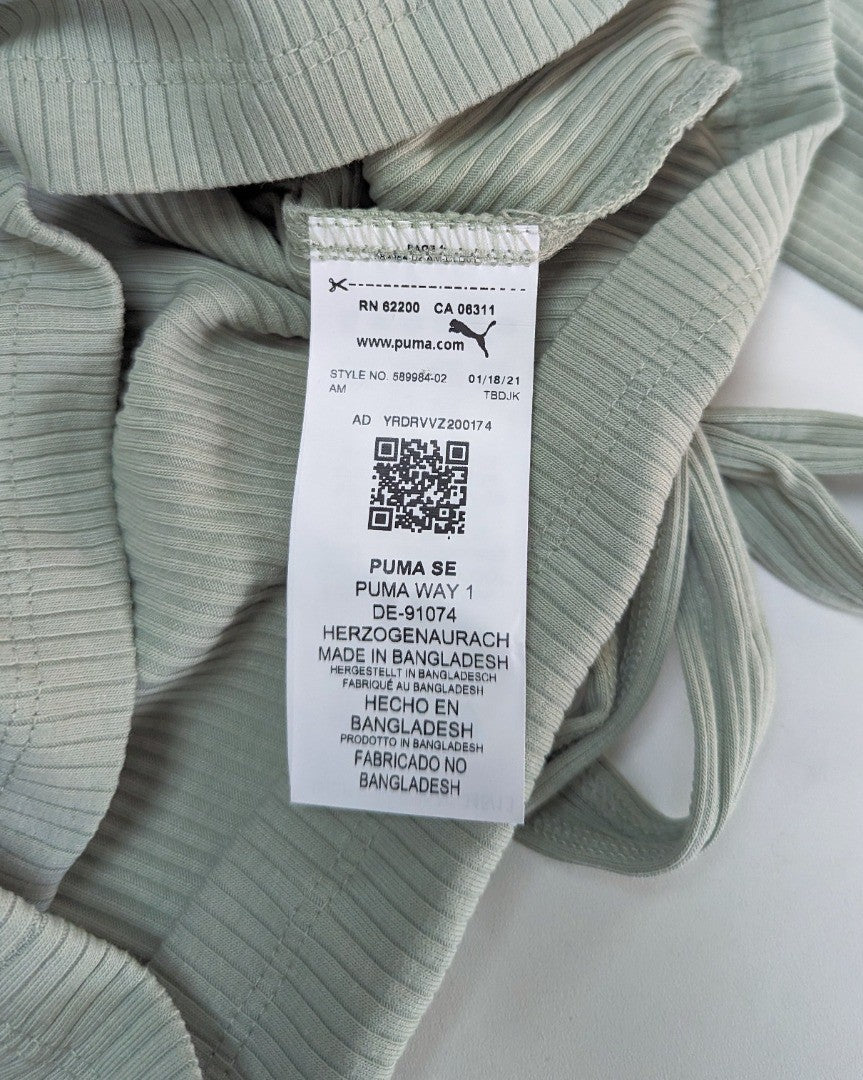 RN 62200 CA 06311
www.puma.com
STYLE NO. 589984-02 01/18/21
AM TBDJK
AD YRDRVVZ200174
PUMA SE
PUMA WAY 1
DE-91074
HERZOGENAURACH
MADE IN BANGLADESH
HERGESTELLT IN BANGLADESCH
FABRIQUÉ AU BANGLADESH
HECHO EN
BANGLADESH
PRODOTTO IN BANGLADESH
FABRICADO NO
BANGLADESH